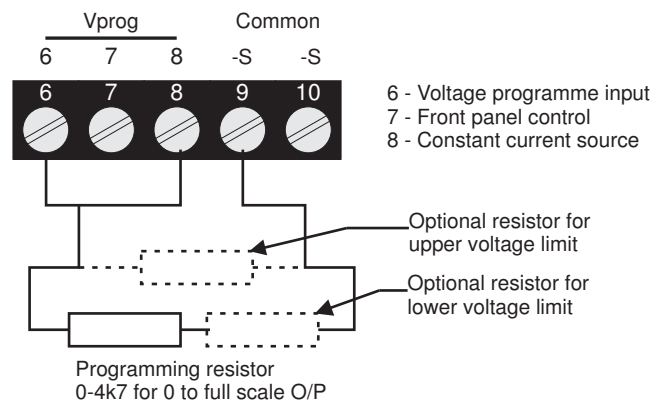 Vprog Common
6 7 8 -S -S
6 7 8 9 10
6 - Voltage programme input
7 - Front panel control
8 - Constant current source
Optional resistor for
upper voltage limit
Optional resistor for
lower voltage limit
Programming resistor
0-4k7 for 0 to full scale O/P